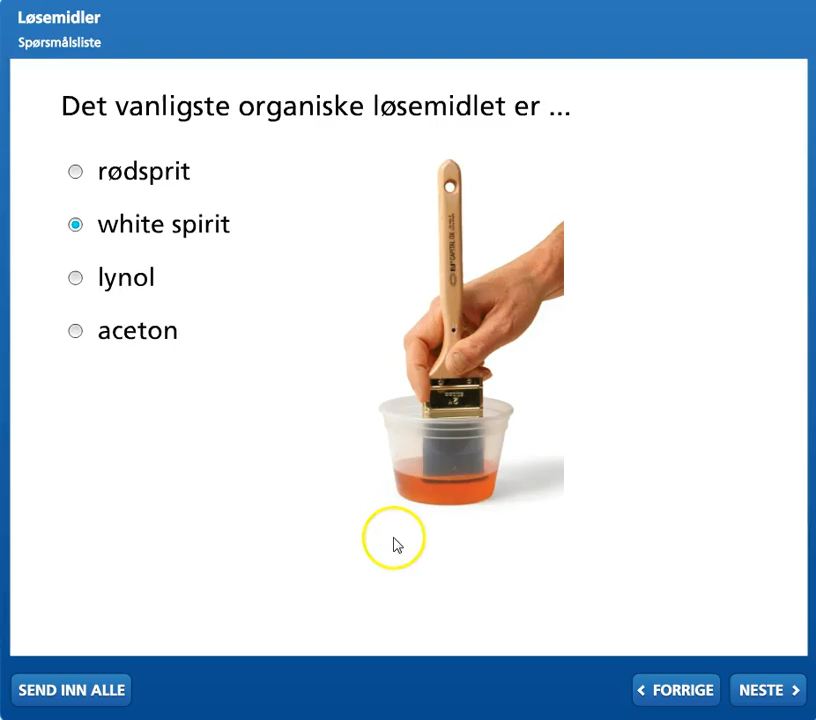 Løsemidler
Spørsmålsliste
Det vanligste organiske løsemidlet er ...
rødsprit
white spirit
lynol
aceton
SEND INN ALLE
FORRIGE
NESTE